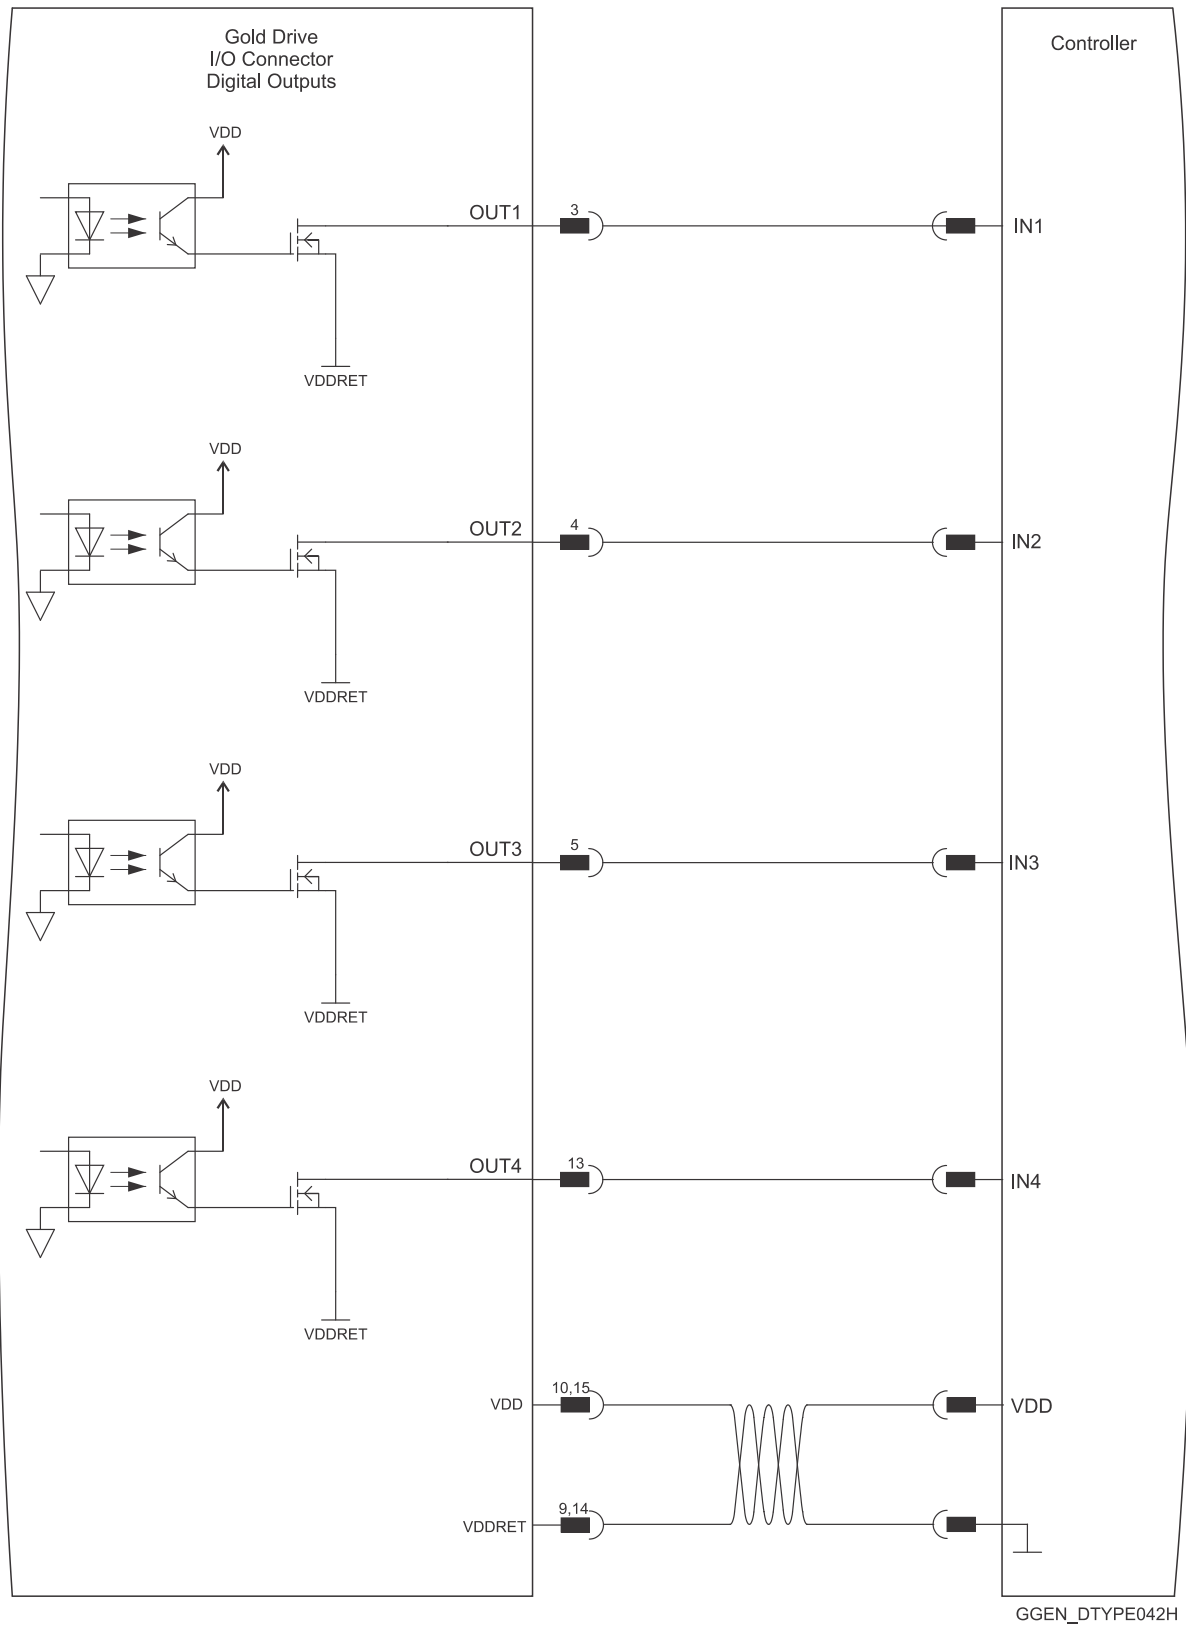 Gold Drive
I/O Connector
Digital Outputs
Controller
VDD
OUT1
3
IN1
VDDRET
VDD
OUT2
4
IN2
VDDRET
VDD
OUT3
5
IN3
VDDRET
VDD
OUT4
13
IN4
VDDRET
VDD
10,15
VDD
VDDRET
9,14
GGEN_DTYPE042H